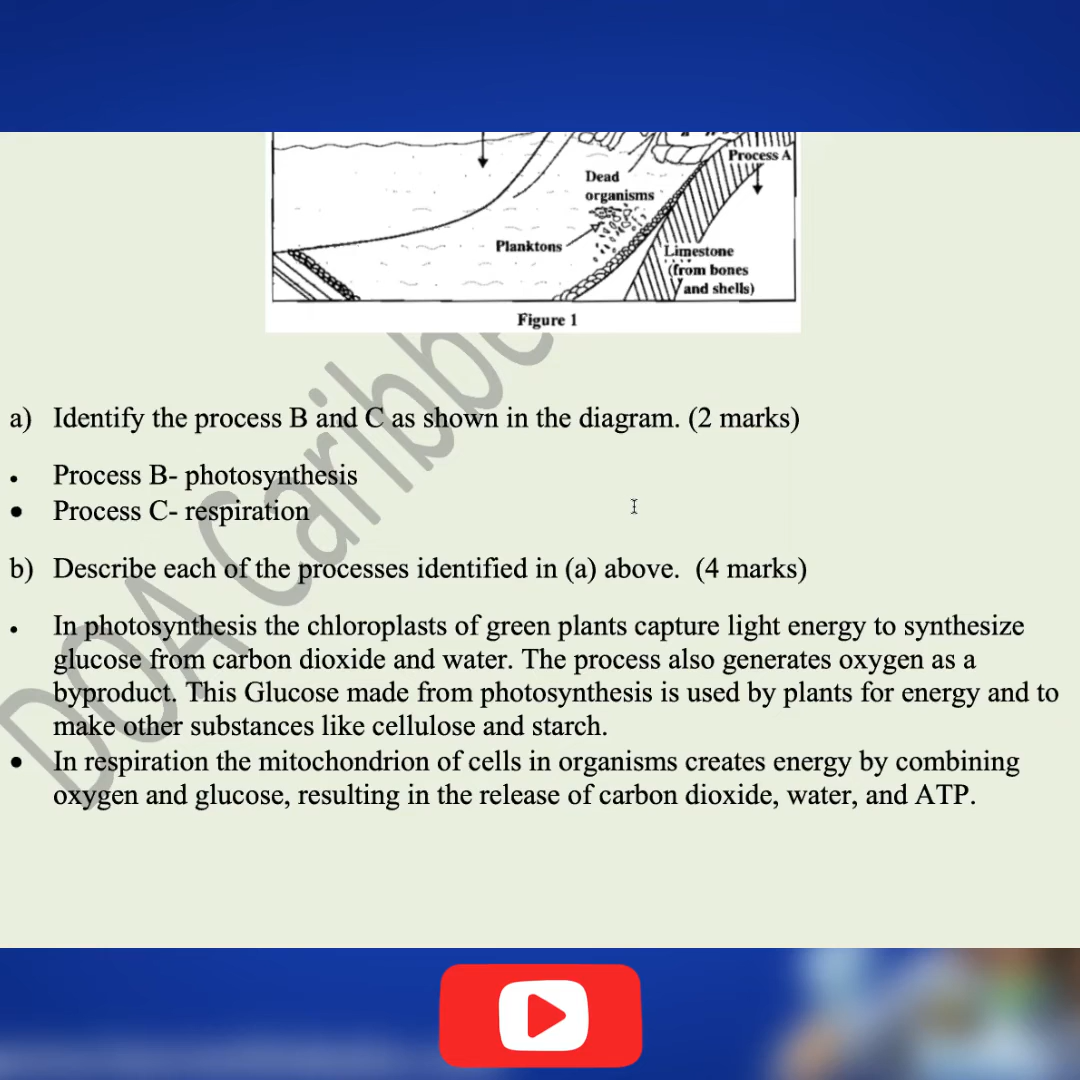 Process A
Dead
organisms
Planktons
Limestone
(from bones
and shells)
Figure 1
a) Identify the process B and C as shown in the diagram. (2 marks)
• Process B- photosynthesis
• Process C- respiration
b) Describe each of the processes identified in (a) above. (4 marks)
• In photosynthesis the chloroplasts of green plants capture light energy to synthesize
glucose from carbon dioxide and water. The process also generates oxygen as a
byproduct. This Glucose made from photosynthesis is used by plants for energy and to
make other substances like cellulose and starch.
• In respiration the mitochondrion of cells in organisms creates energy by combining
oxygen and glucose, resulting in the release of carbon dioxide, water, and ATP.
DOA Caribbe